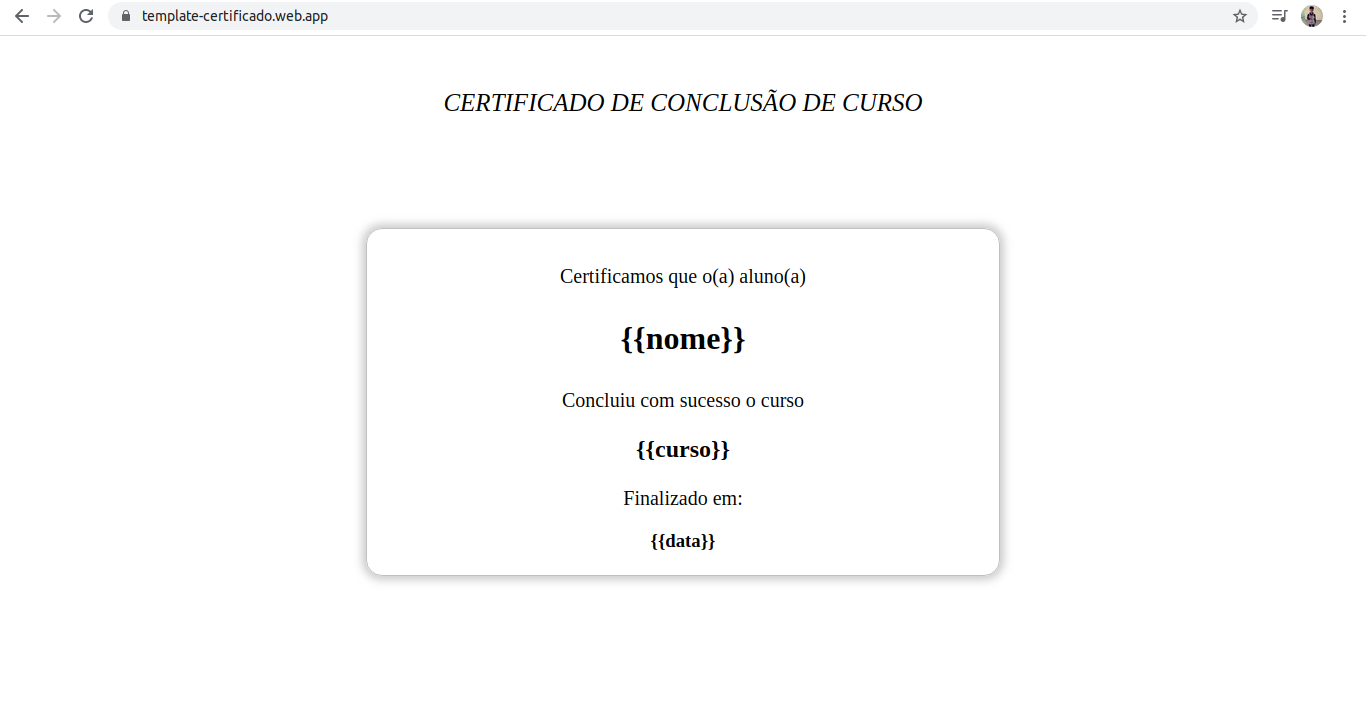 template-certificado.web.app
CERTIFICADO DE CONCLUSÃO DE CURSO
Certificamos que o(a) aluno(a)
{{nome}}
Concluiu com sucesso o curso
{{curso}}
Finalizado em:
{{data}}